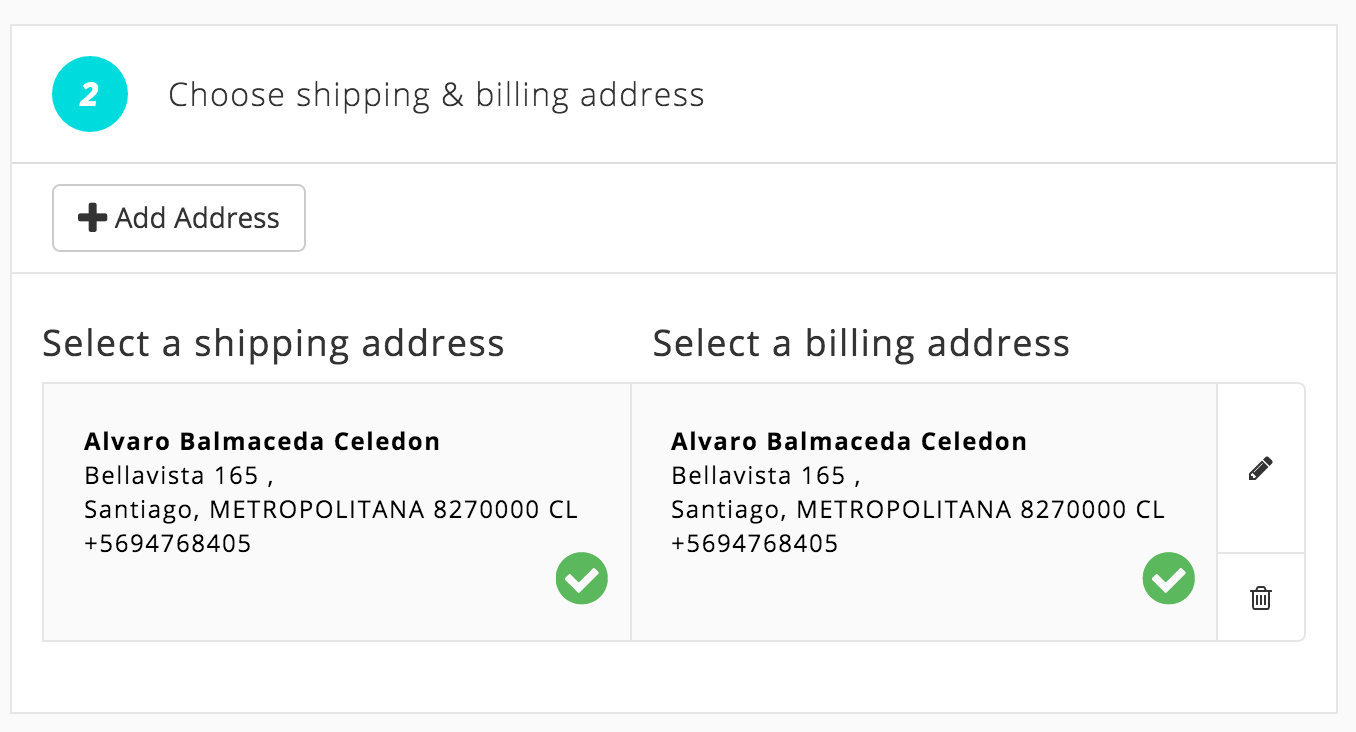 2
Choose shipping & billing address
Add Address
Select a shipping address
Alvaro Balmaceda Celedon
Bellavista 165 ,
Santiago, METROPOLITANA 8270000 CL
+5694768405
Select a billing address
Alvaro Balmaceda Celedon
Bellavista 165 ,
Santiago, METROPOLITANA 8270000 CL
+5694768405